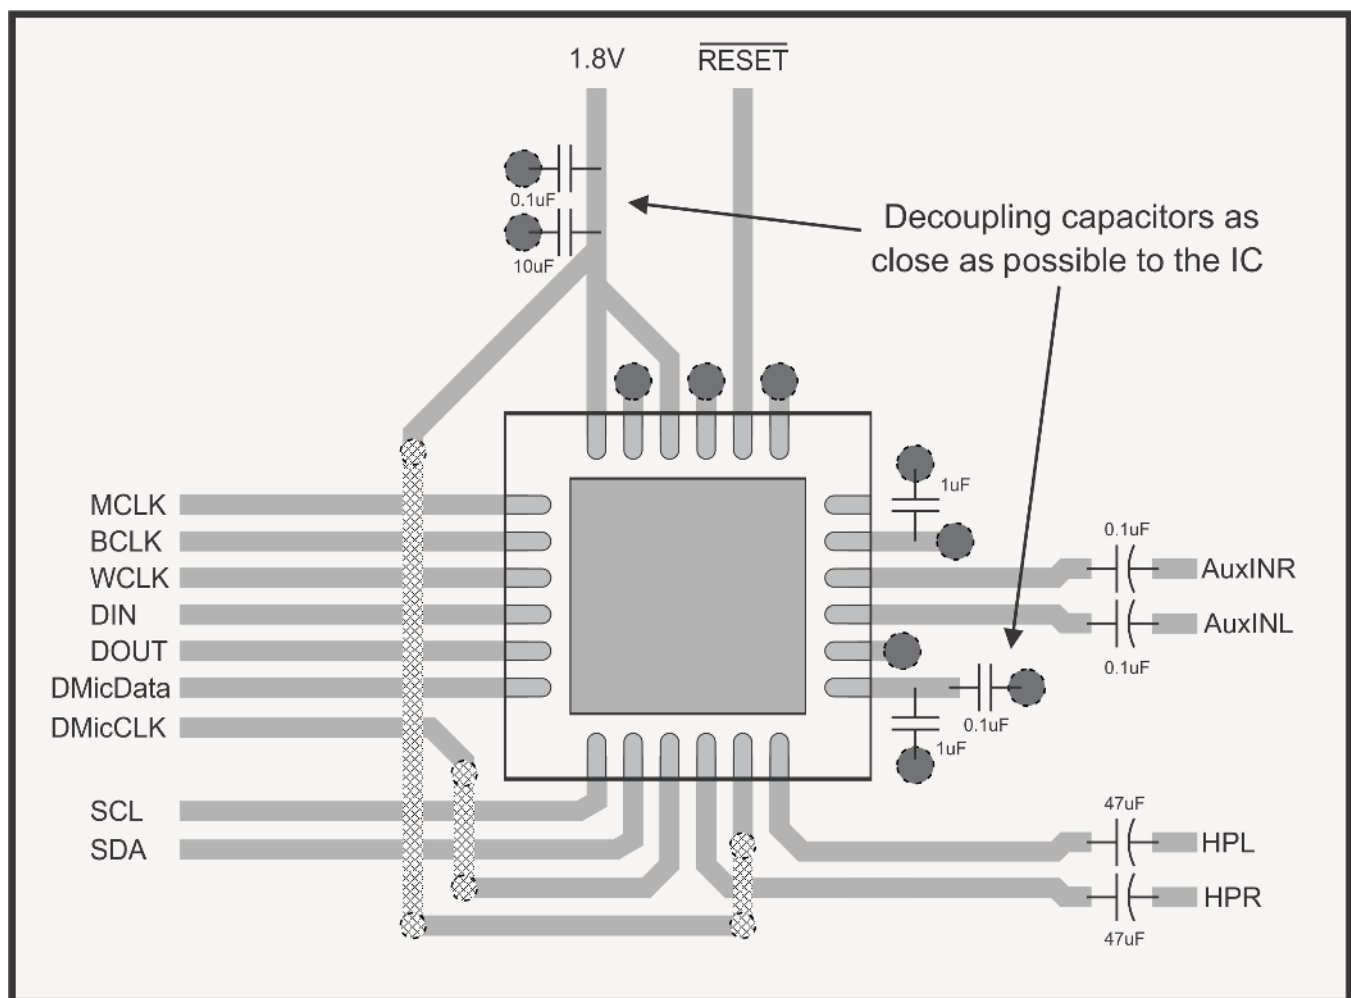 1.8V
RESET
0.1uF
10uF
Decoupling capacitors as
close as possible to the IC
MCLK
BCLK
WCLK
DIN
DOUT
DMicData
DMicCLK
SCL
SDA
1uF
0.1uF
AuxINR
AuxINL
0.1uF
0.1uF
1uF
47uF
HPL
HPR
47uF